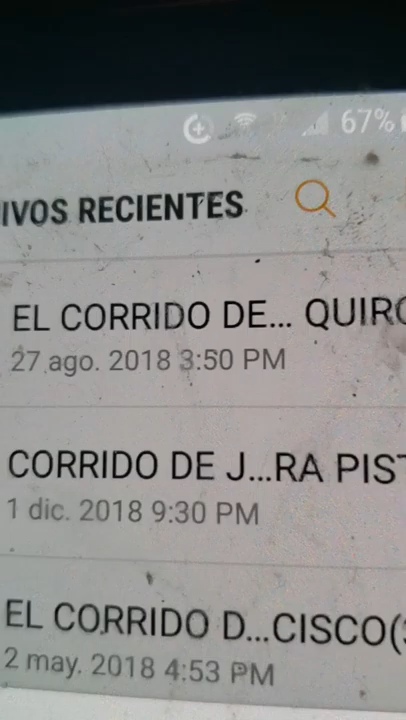 67%
IVOS RECIENTES
EL CORRIDO DE... QUIRO
27 ago. 2018 3:50 PM
CORRIDO DE J...RA PIST
1 dic. 2018 9:30 PM
EL CORRIDO D...CISCO(
2 may. 2018 4:53 PM